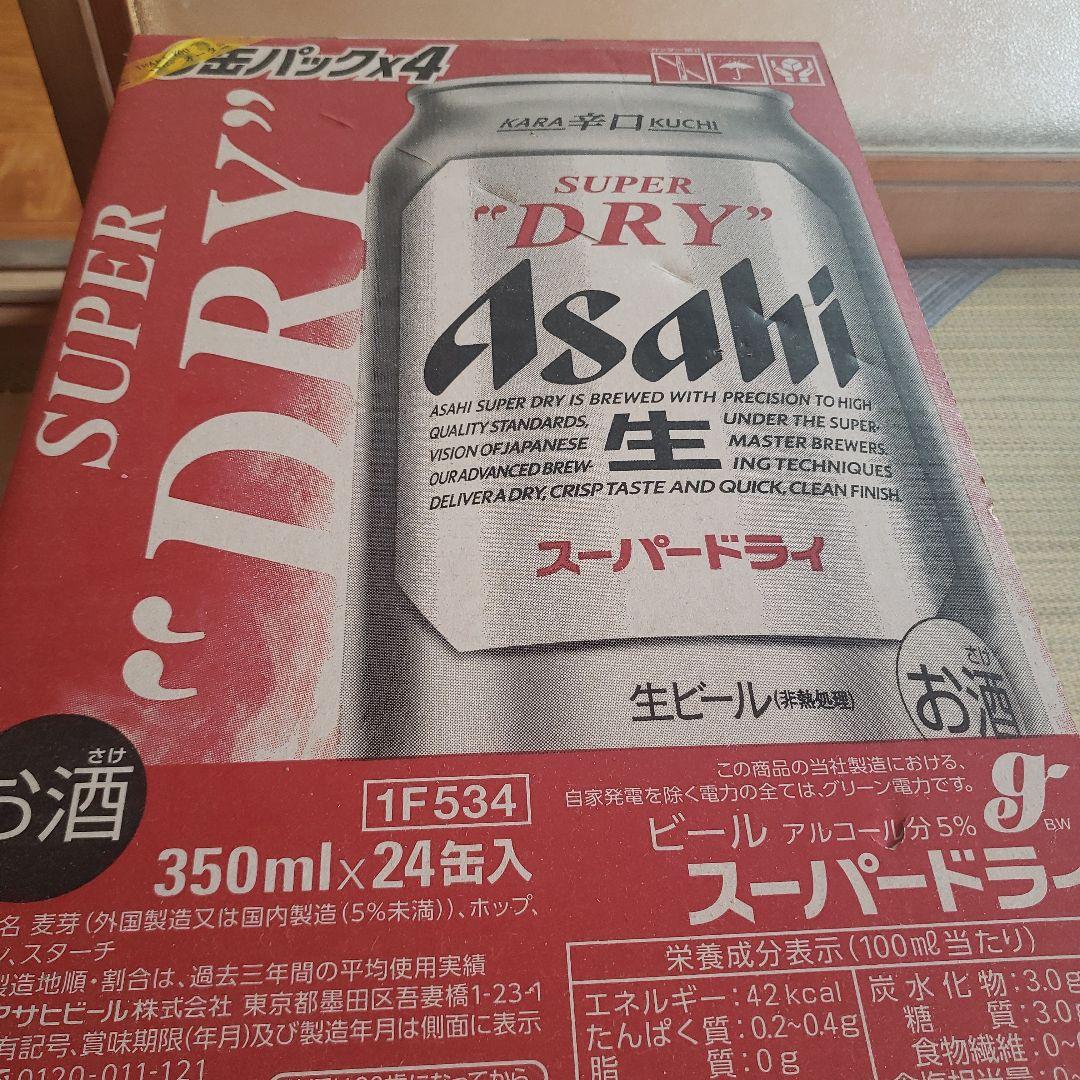 缶パックx4
SUPER
“DRY”
KARA 辛口 KUCHI
SUPER
“DRY”
Asahi
ASAHI SUPER DRY IS BREWED WITH PRECISION TO HIGH
QUALITY STANDARDS, UNDER THE SUPER-
VISION OF JAPANESE 生 MASTER BREWERS.
OUR ADVANCED BREW- ING TECHNIQUES
DELIVER A DRY, CRISP TASTE AND QUICK, CLEAN FINISH.
スーパードライ
生ビール(非熱処理)
さけ
お酒
さけ
お酒
この商品の当社製造における、
自家発電を除く電力の全ては、グリーン電力です。
g
BW
1F534
350ml×24缶入
ビール アルコール分5%
スーパードライ
名 麦芽(外国製造又は国内製造(5%未満))、ホップ、
、スターチ
製造地順・割合は、過去三年間の平均使用実績
アサヒビール株式会社 東京都墨田区吾妻橋1-23-1
有記号、賞味期限(年月)及び製造年月は側面に表示
0120-011-121
栄養成分表示(100ml当たり)
エネルギー:42kcal
たんぱく質:0.2~0.4g
脂質:0g
炭水化物:3.0g
糖質:3.0
食物繊維:0~